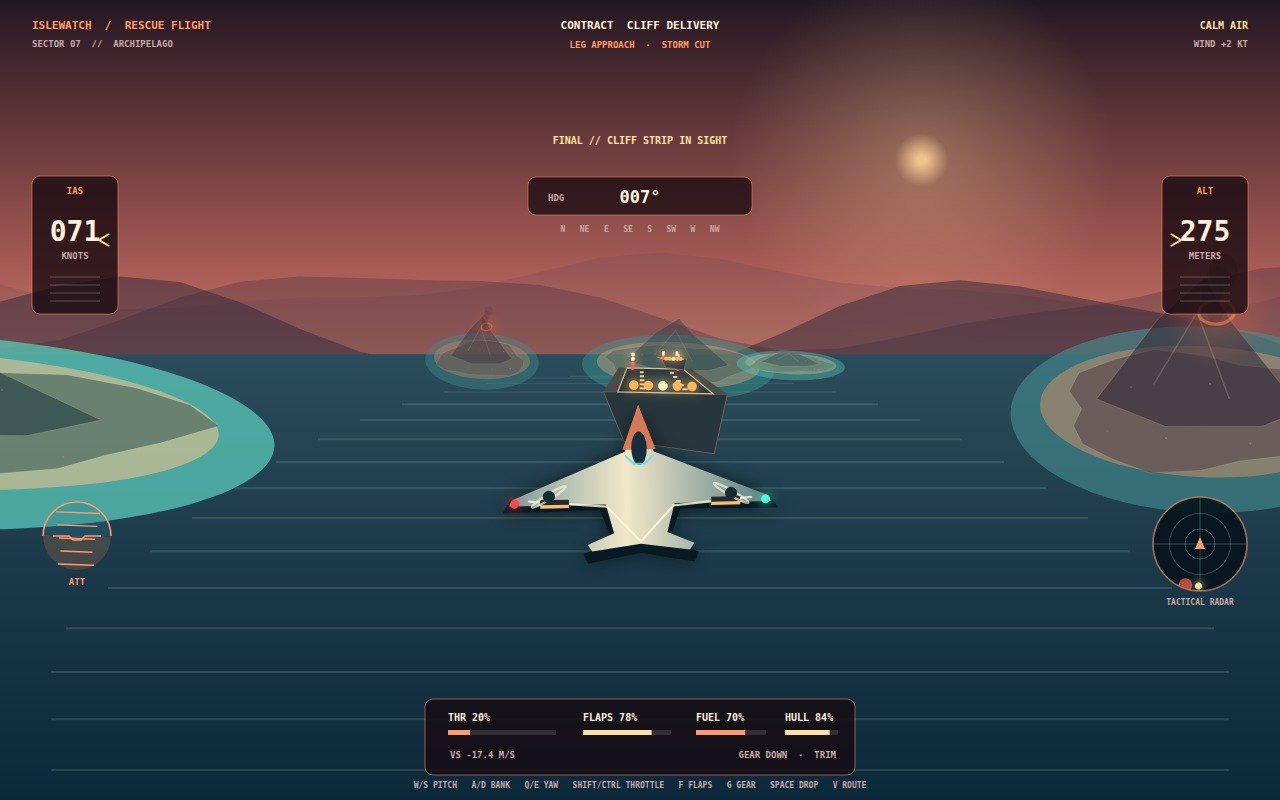 ISLEWATCH / RESCUE FLIGHT
SECTOR 07 // ARCHIPELAGO
CONTRACT CLIFF DELIVERY
LEG APPROACH · STORM CUT
CALM AIR
WIND +2 KT
FINAL // CLIFF STRIP IN SIGHT
IAS
071
KNOTS
HDG 007°
N NE E SE S SW W NW
ALT
275
METERS
ATT
TACTICAL RADAR
THR 20% FLAPS 78% FUEL 70% HULL 84%
VS -17.4 M/S GEAR DOWN · TRIM
W/S PITCH A/D BANK Q/E YAW SHIFT/CTRL THROTTLE F FLAPS G GEAR SPACE DROP V ROUTE